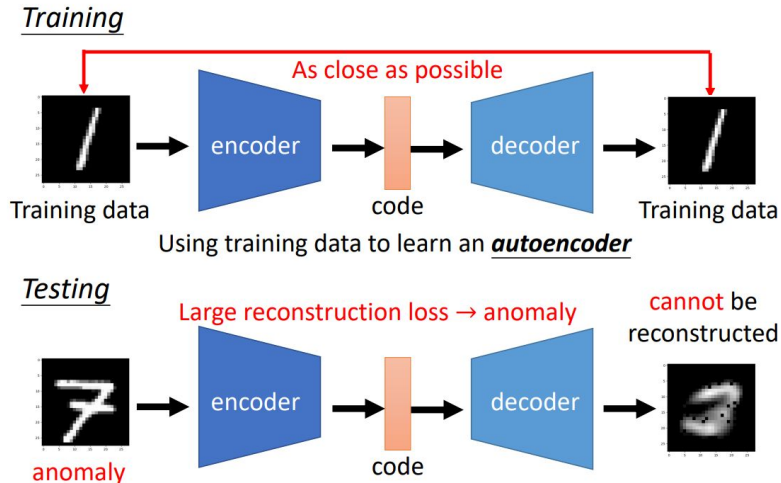 Training
As close as possible
encoder
decoder
Training data
code
Training data
Using training data to learn an autoencoder
Testing
Large reconstruction loss → anomaly
cannot be
reconstructed
encoder
decoder
anomaly
code